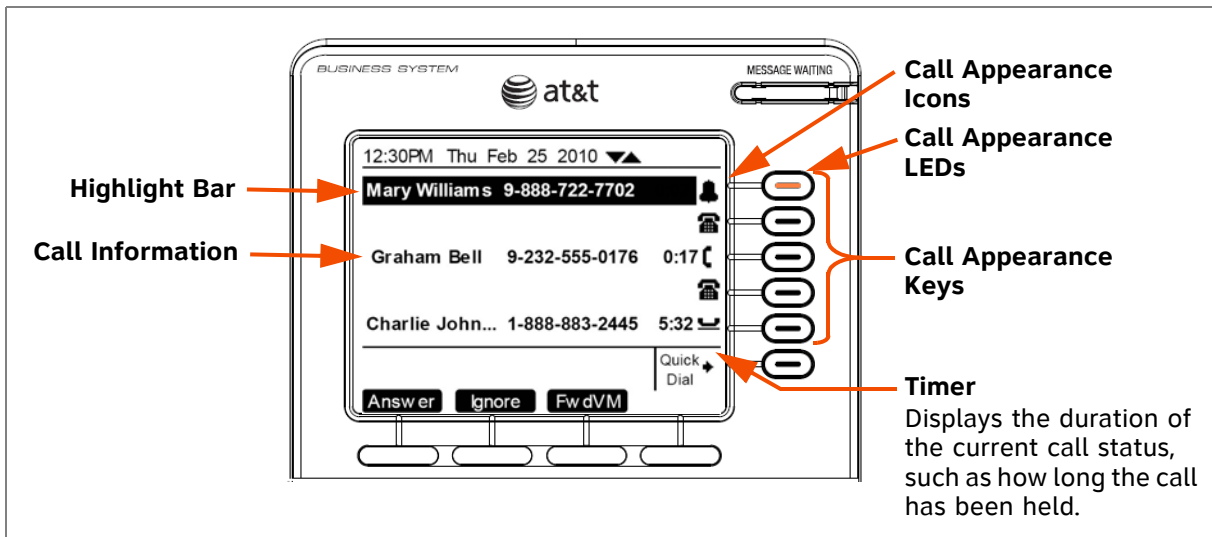 BUSINESS SYSTEM
at&t
MESSAGE WAITING
Call Appearance
Icons
Call Appearance
LEDs
12:30PM Thu Feb 25 2010
Highlight Bar
Mary Williams 9-888-722-7702
Call Information
Graham Bell 9-232-555-0176 0:17
Call Appearance
Keys
Charlie John... 1-888-883-2445 5:32
Quick
Dial
Answer Ignore FwdVM
Timer
Displays the duration of
the current call status,
such as how long the call
has been held.